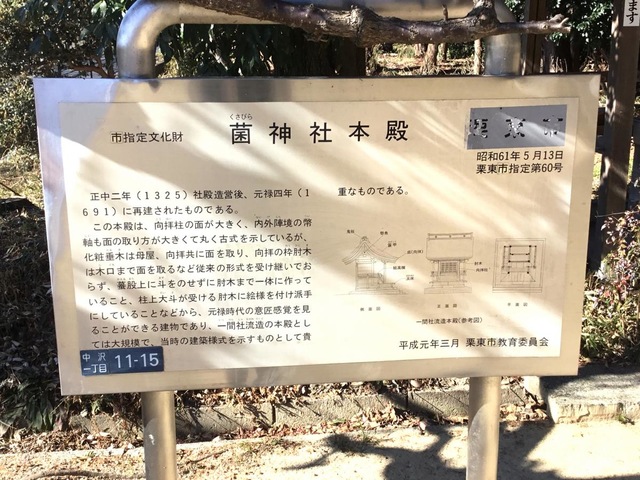 ます
市指定文化財
くさびら
菌神社本殿
栗東市
昭和61年5月13日
栗東市指定第60号
正中二年（1325）社殿造営後、元禄四年（1
691）に再建されたものである。
この本殿は、向拝柱の面が大きく、内外陣境の幣
軸も面の取り方が大きくて丸く古式を示しているが、
化粧垂木は母屋、向拝共に面を取り、向拝の枠肘木
は木口まで面を取るなど従来の形式を受け継いでお
らず、蟇股上に斗をのせずに肘木まで一体に作って
いること、柱上大斗が受ける肘木に絵様を付け派手
にしていることなどから、元禄時代の意匠感覚を見
ることができる建物であり、一間社流造の本殿とし
ては大規模で、当時の建築様式を示すものとして貴
重なものである。
側面図
正面図
平面図
一間社流造本殿（参考図）
平成元年三月 栗東市教育委員会
中沢
一丁目
11-15